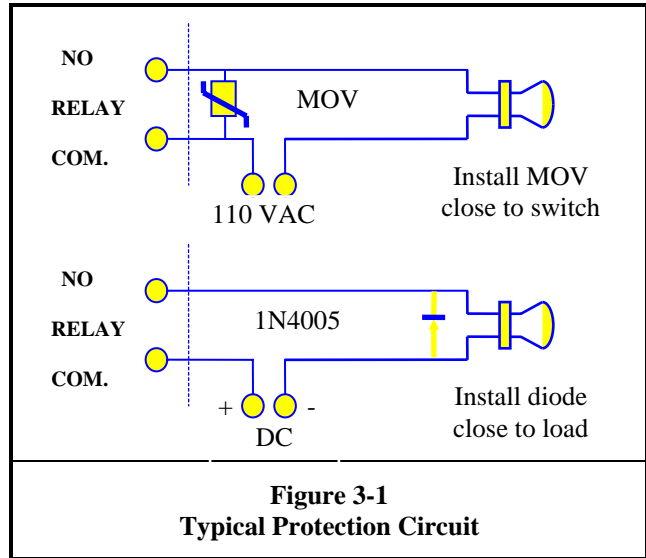 NO
MOV
RELAY
COM.
Install MOV
close to switch
110 VAC
NO
1N4005
RELAY
COM.
Install diode
close to load
+ -
DC
Figure 3-1
Typical Protection Circuit